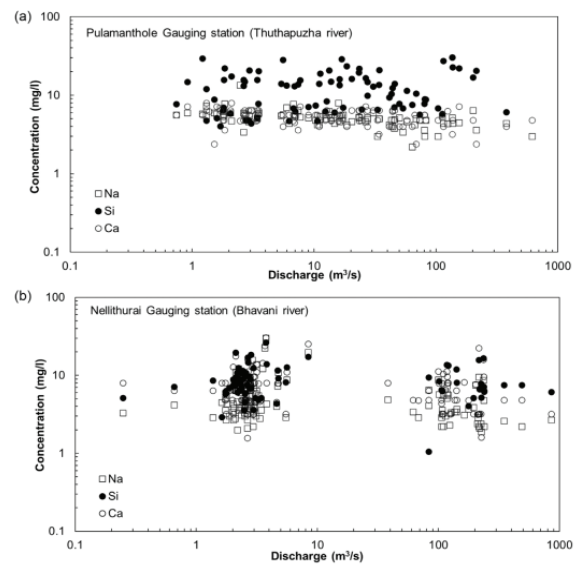 (a)
100
Pulamanthole Gauging station (Thuthapuzha river)
10
Concentration (mg/l)
1
Na
Si
Ca
0.1
0.1 1 10 100 1000
Discharge (m³/s)
(b)
100
Nellithurai Gauging station (Bhavani river)
10
Concentration (mg/l)
1
Na
Si
Ca
0.1
0.1 1 10 100 1000
Discharge (m³/s)